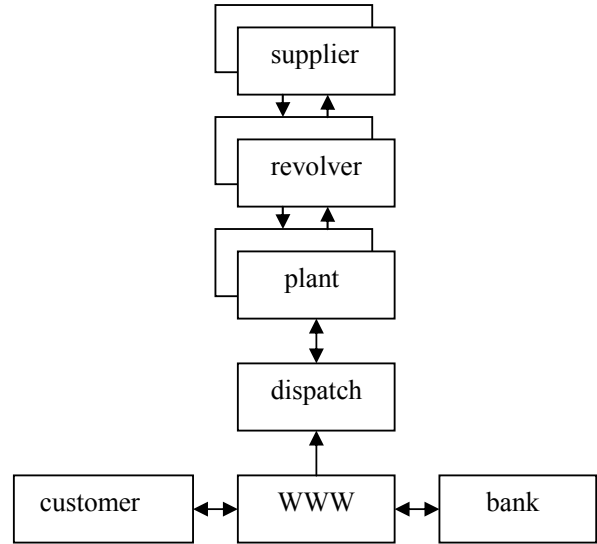 supplier
revolver
plant
dispatch
customer
WWW
bank